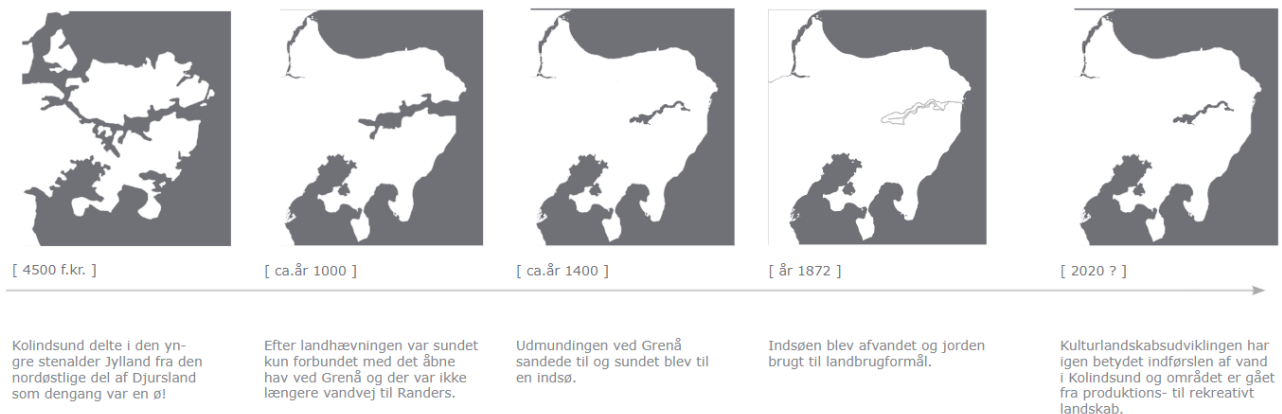 [ 4500 f.kr. ]
[ ca.år 1000 ]
[ ca.år 1400 ]
[ år 1872 ]
[ 2020 ? ]
Kolindsund delte i den yn-
gre stenalder Jylland fra den
nordøstlige del af Djursland
som dengang var en ø!
Efter landhævningen var sundet
kun forbundet med det åbne
hav ved Grenå og der var ikke
længere vandvej til Randers.
Udmundingen ved Grenå
sandede til og sundet blev til
en indsø.
Indsøen blev afvandet og jorden
brugt til landbrugformål.
Kulturlandskabsudviklingen har
igen betydet indførslen af vand
i Kolindsund og området er gået
fra produktions- til rekreativt
landskab.